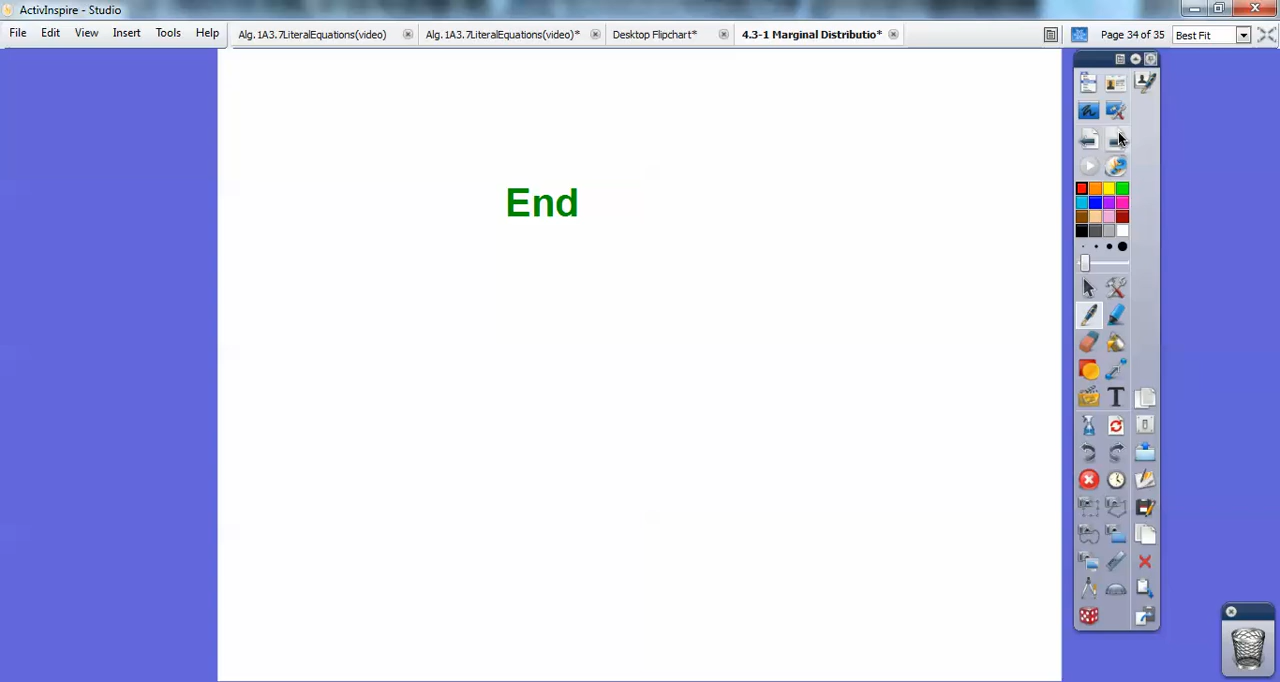 ActivInspire - Studio
File Edit View Insert Tools Help
Alg.1A3.7LiteralEquations(video)
Alg.1A3.7LiteralEquations(video)*
Desktop Flipchart*
4.3-1 Marginal Distributio*
Page 34 of 35
Best Fit
End
T